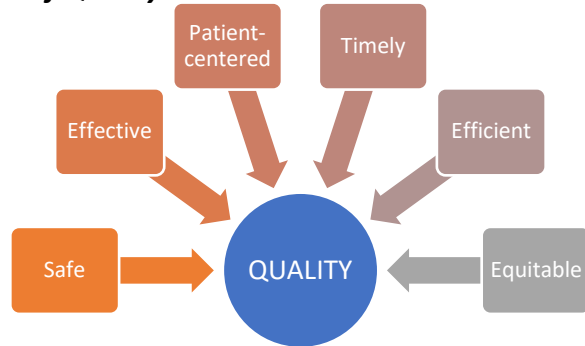 Patient-
centered
Timely
Effective
Efficient
Safe
QUALITY
Equitable